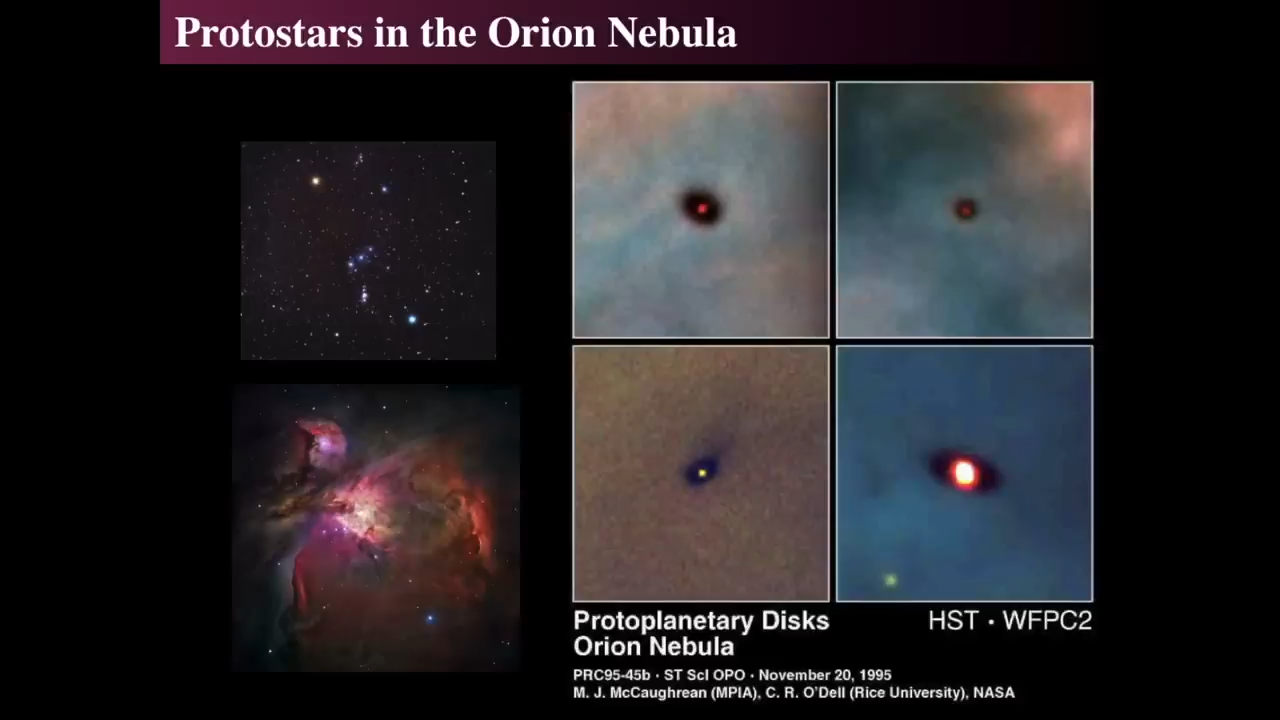 Protostars in the Orion Nebula
Protoplanetary Disks
Orion Nebula
HST · WFPC2
PRC95-45b · ST ScI OPO · November 20, 1995
M. J. McCaughrean (MPIA), C. R. O'Dell (Rice University), NASA